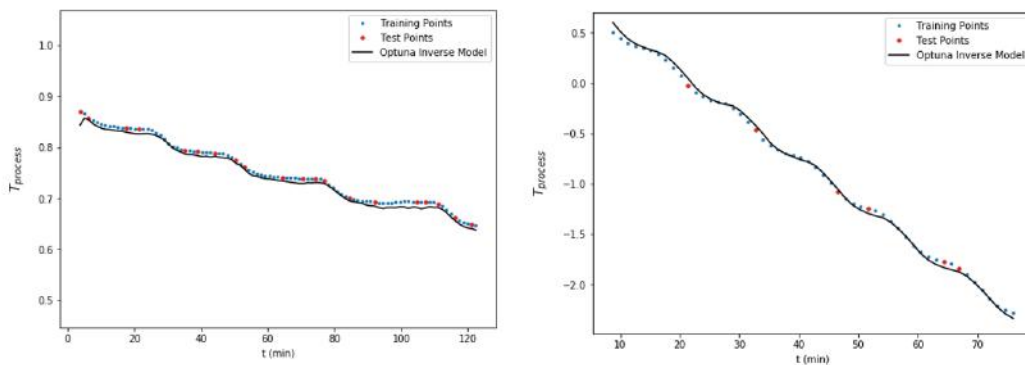 Training Points
Test Points
Optuna Inverse Model
1.0
0.9
0.8
0.7
0.6
0.5
T̄process
0
20
40
60
80
100
120
t (min)
Training Points
Test Points
Optuna Inverse Model
0.5
0.0
−0.5
−1.0
−1.5
−2.0
T̄process
10
20
30
40
50
60
70
t (min)